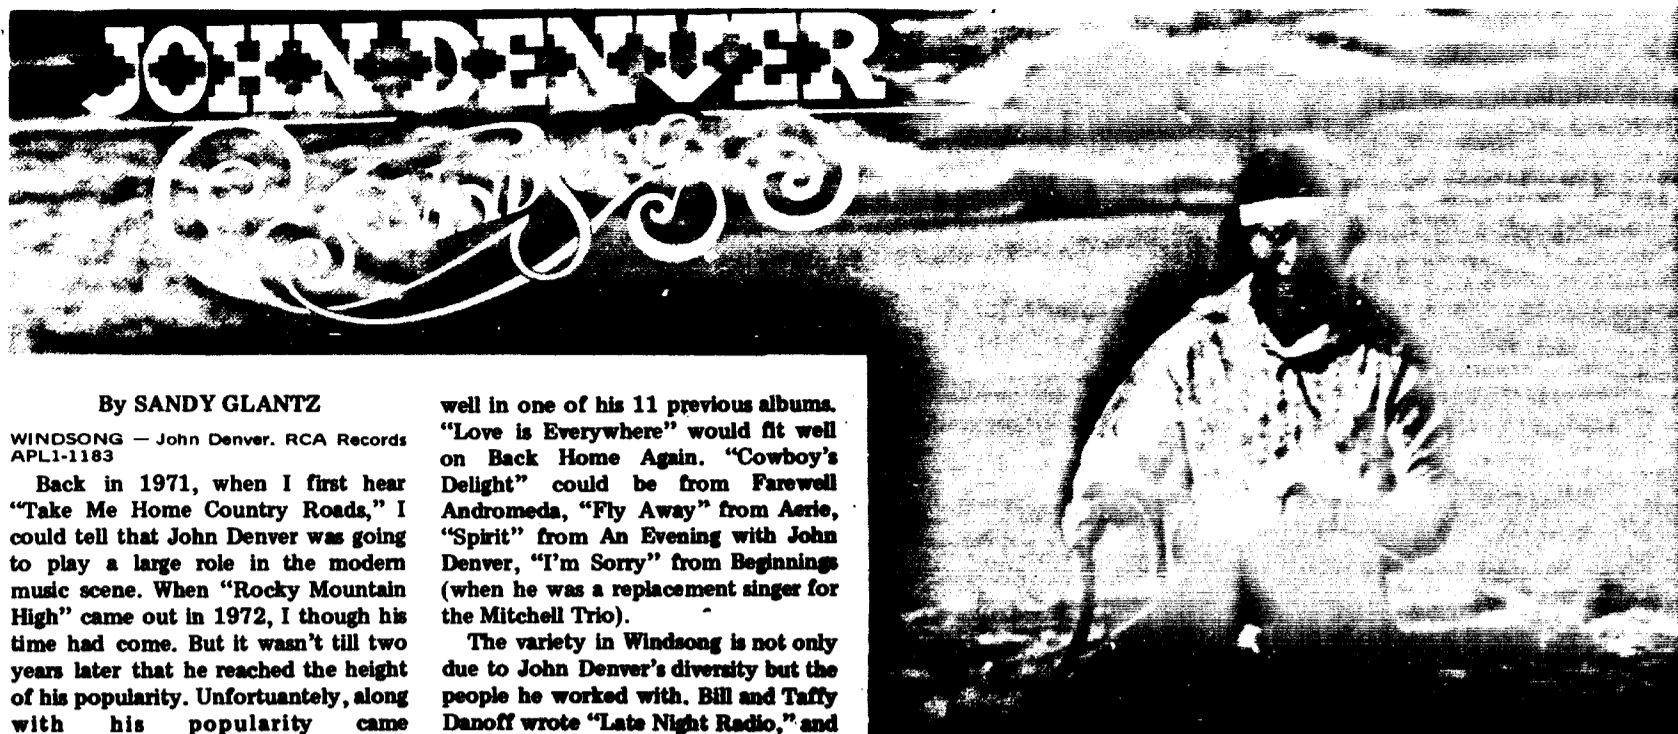 JOHN DENVER
Windsong
By SANDY GLANTZ
WINDSONG — John Denver. RCA Records
APL1-1183
Back in 1971, when I first hear
“Take Me Home Country Roads,” I
could tell that John Denver was going
to play a large role in the modern
music scene. When “Rocky Mountain
High” came out in 1972, I though his
time had come. But it wasn’t till two
years later that he reached the height
of his popularity. Unfortuantely, along
with his popularity came
well in one of his 11 previous albums.
“Love is Everywhere” would fit well
on Back Home Again. “Cowboy’s
Delight” could be from Farewell
Andromeda, “Fly Away” from Aerie,
“Spirit” from An Evening with John
Denver, “I’m Sorry” from Beginnings
(when he was a replacement singer for
the Mitchell Trio).
The variety in Windsong is not only
due to John Denver’s diversity but the
people he worked with. Bill and Taffy
Danoff wrote “Late Night Radio,” and